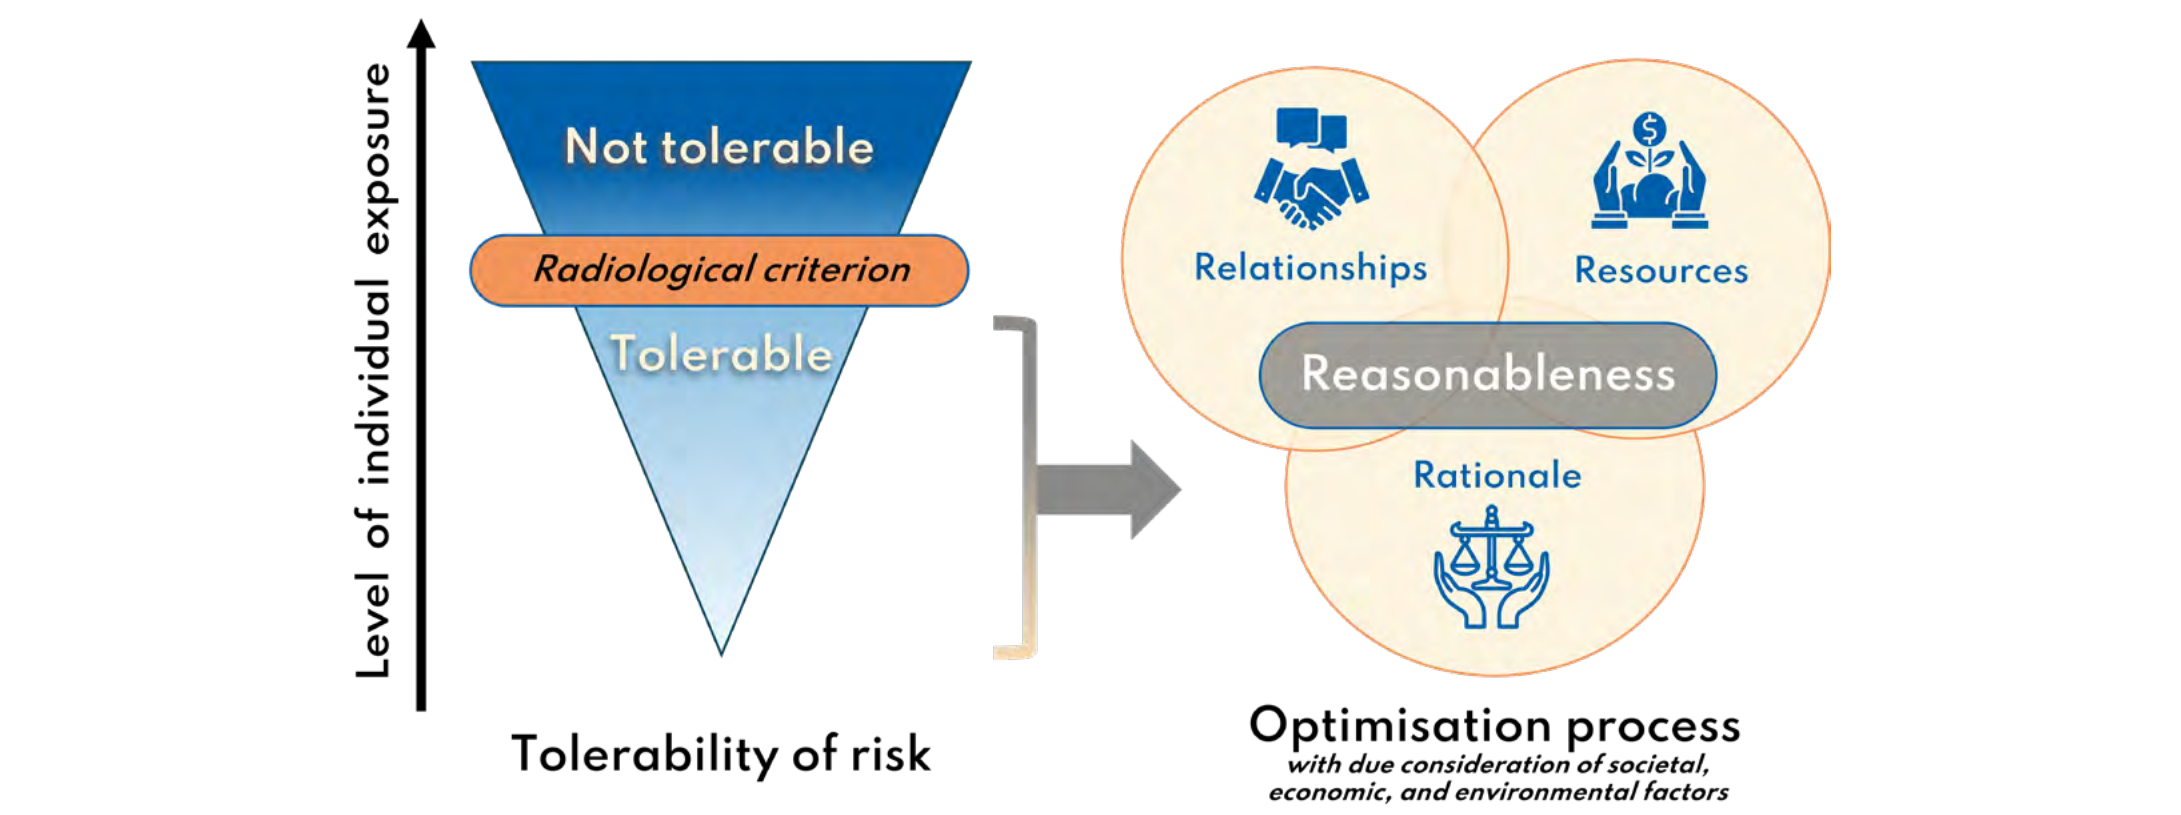 Level of individual exposure
Not tolerable
Radiological criterion
Tolerable
Tolerability of risk
Relationships
$
Resources
Reasonableness
Rationale
Optimisation process
with due consideration of societal,
economic, and environmental factors